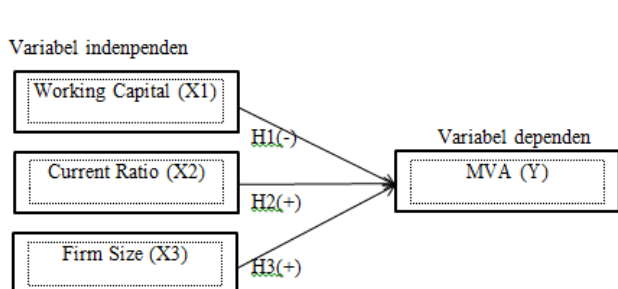 Variabel indenpenden
Working Capital (X1)
H1(-)
Variabel dependen
Current Ratio (X2)
MVA (Y)
H2(+)
Firm Size (X3)
H3(+)